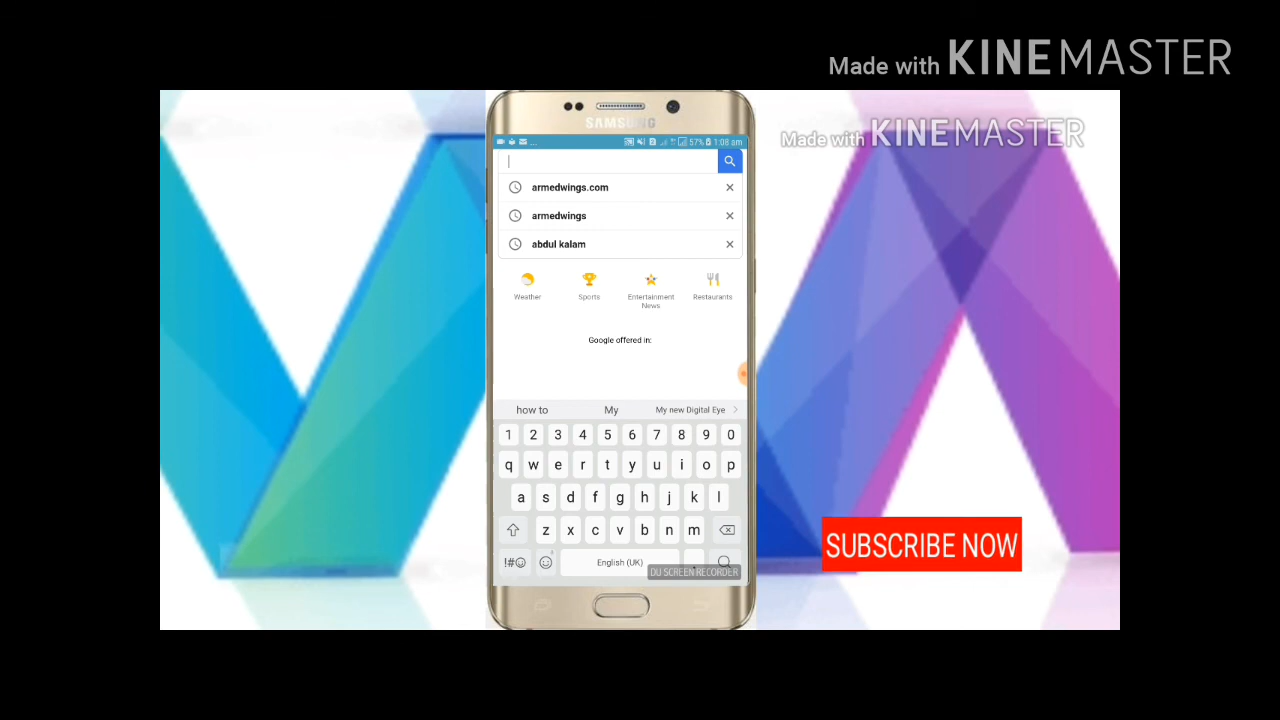 Made with KINEMASTER
Made with KINEMASTER
SAMSUNG
57% 1:08 am
armedwings.com
armedwings
abdul kalam
Weather Sports Entertainment News Restaurants
Google offered in:
how to My My new Digital Eye
1 2 3 4 5 6 7 8 9 0
q w e r t y u i o p
a s d f g h j k l
z x c v b n m
!#☺ English (UK) .
DU SCREEN RECORDER
SUBSCRIBE NOW